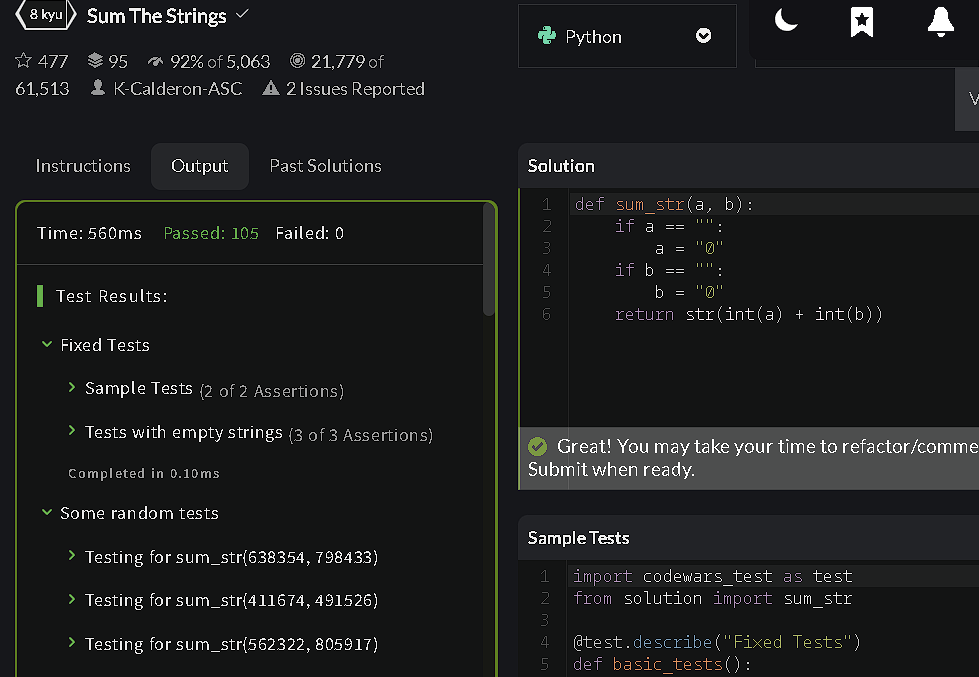 8 kyu Sum The Strings
477 95 92% of 5,063 21,779 of
61,513 K-Calderon-ASC 2 Issues Reported
Python
Instructions Output Past Solutions
Time: 560ms Passed: 105 Failed: 0
Test Results:
Fixed Tests
Sample Tests (2 of 2 Assertions)
Tests with empty strings (3 of 3 Assertions)
Completed in 0.10ms
Some random tests
Testing for sum_str(638354, 798433)
Testing for sum_str(411674, 491526)
Testing for sum_str(562322, 805917)
V
Solution
1 def sum_str(a, b):
2 if a == "":
3 a = "0"
4 if b == "":
5 b = "0"
6 return str(int(a) + int(b))
Great! You may take your time to refactor/comme
Submit when ready.
Sample Tests
1 import codewars_test as test
2 from solution import sum_str
3
4 @test.describe("Fixed Tests")
5 def basic_tests():